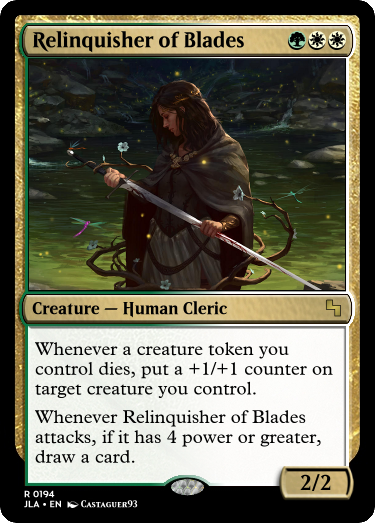 Relinquisher of Blades
Creature — Human Cleric
Whenever a creature token you
control dies, put a +1/+1 counter on
target creature you control.
Whenever Relinquisher of Blades
attacks, if it has 4 power or greater,
draw a card.
2/2
R 0194
JLA • EN Castaguer93